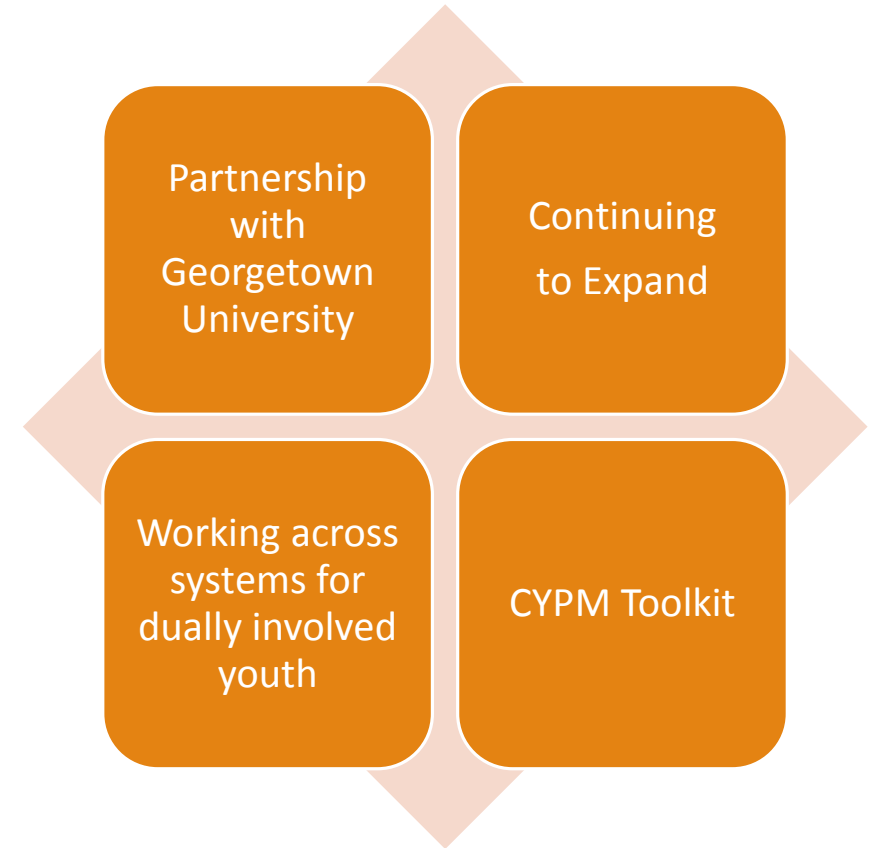 Partnership
with
Georgetown
University
Continuing
to Expand
Working across
systems for
dually involved
youth
CYPM Toolkit